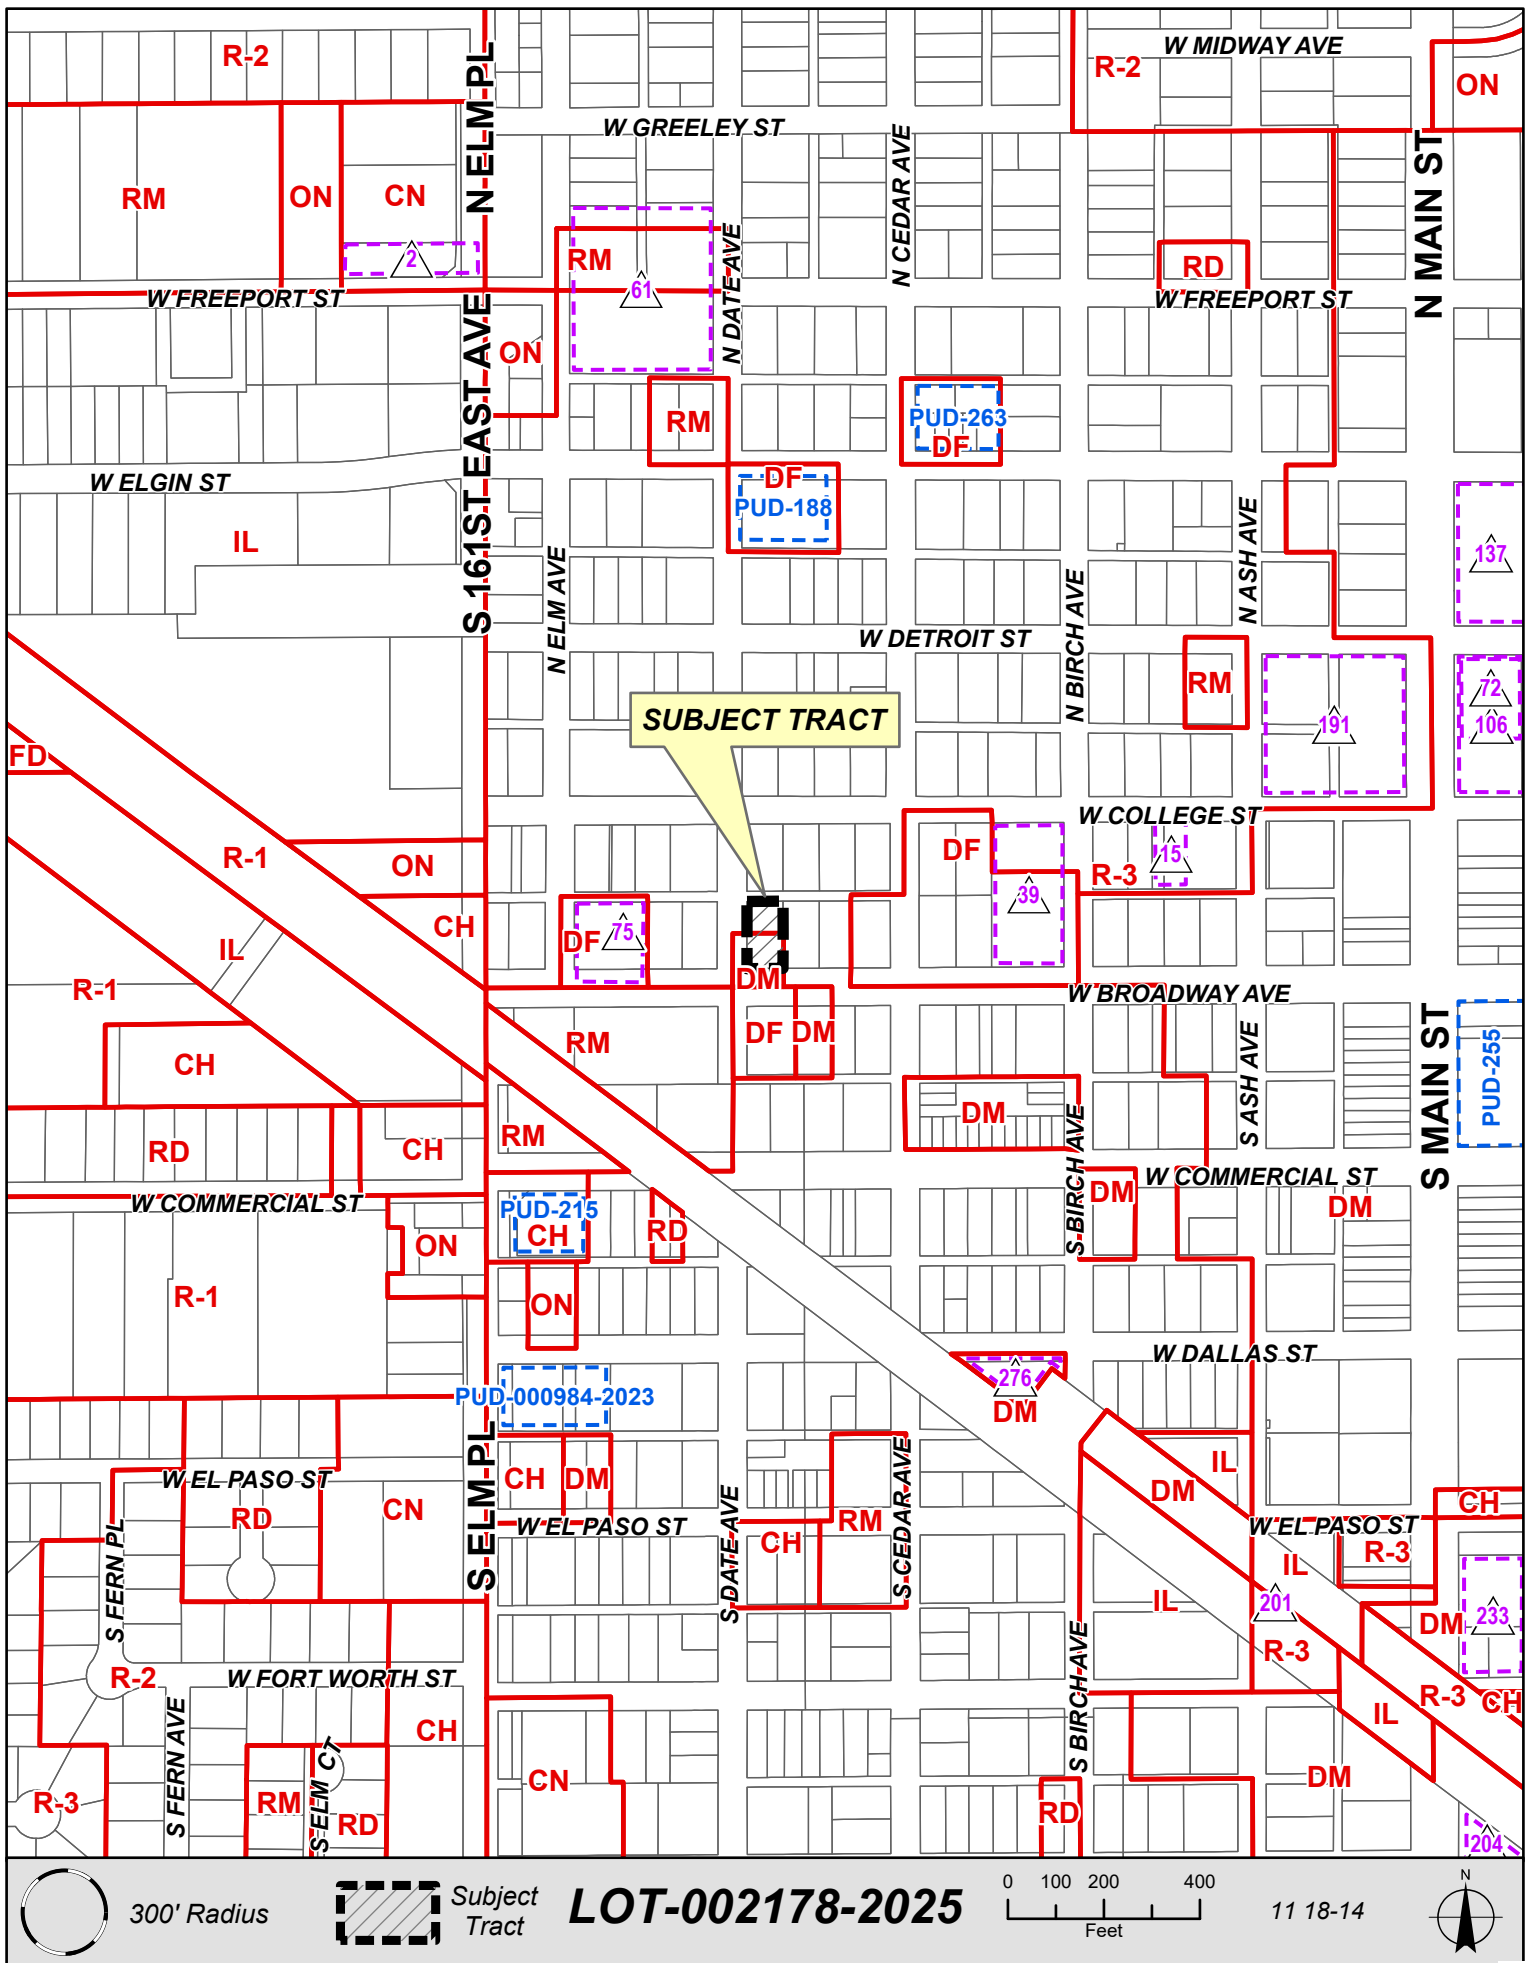 R-2
W MIDWAY AVE
R-2
ON
N ELM PL
W GREELEY ST
N CEDAR AVE
N MAIN ST
RM
ON
CN
2
RM
61
N DATE AVE
RD
W FREEPORT ST
W FREEPORT ST
S 161ST EAST AVE
ON
RM
PUD-263
DF
W ELGIN ST
DF
PUD-188
IL
N ELM AVE
N BIRCH AVE
N ASH AVE
137
W DETROIT ST
RM
72
106
191
SUBJECT TRACT
FD
W COLLEGE ST
R-1
ON
DF
15
R-3
39
CH
DF
75
IL
DM
R-1
W BROADWAY AVE
RM
DF
DM
CH
S MAIN ST
PUD-255
S ASH AVE
DM
RM
S BIRCH AVE
RD
CH
W COMMERCIAL ST
W COMMERCIAL ST
DM
DM
PUD-215
CH
RD
ON
R-1
ON
W DALLAS ST
276
DM
PUD-000984-2023
S ELM PL
W EL PASO ST
CH
DM
S CEDAR AVE
IL
DM
CH
RD
CN
W EL PASO ST
S DATE AVE
CH
RM
W EL PASO ST
R-3
IL
S FERN PL
IL
201
DM
233
R-3
R-2
W FORT WORTH ST
S BIRCH AVE
R-3
CH
IL
S FERN AVE
CH
S ELM CT
CN
DM
R-3
RM
RD
RD
204
300' Radius
Subject
Tract
LOT-002178-2025
0 100 200 400
Feet
11 18-14
N